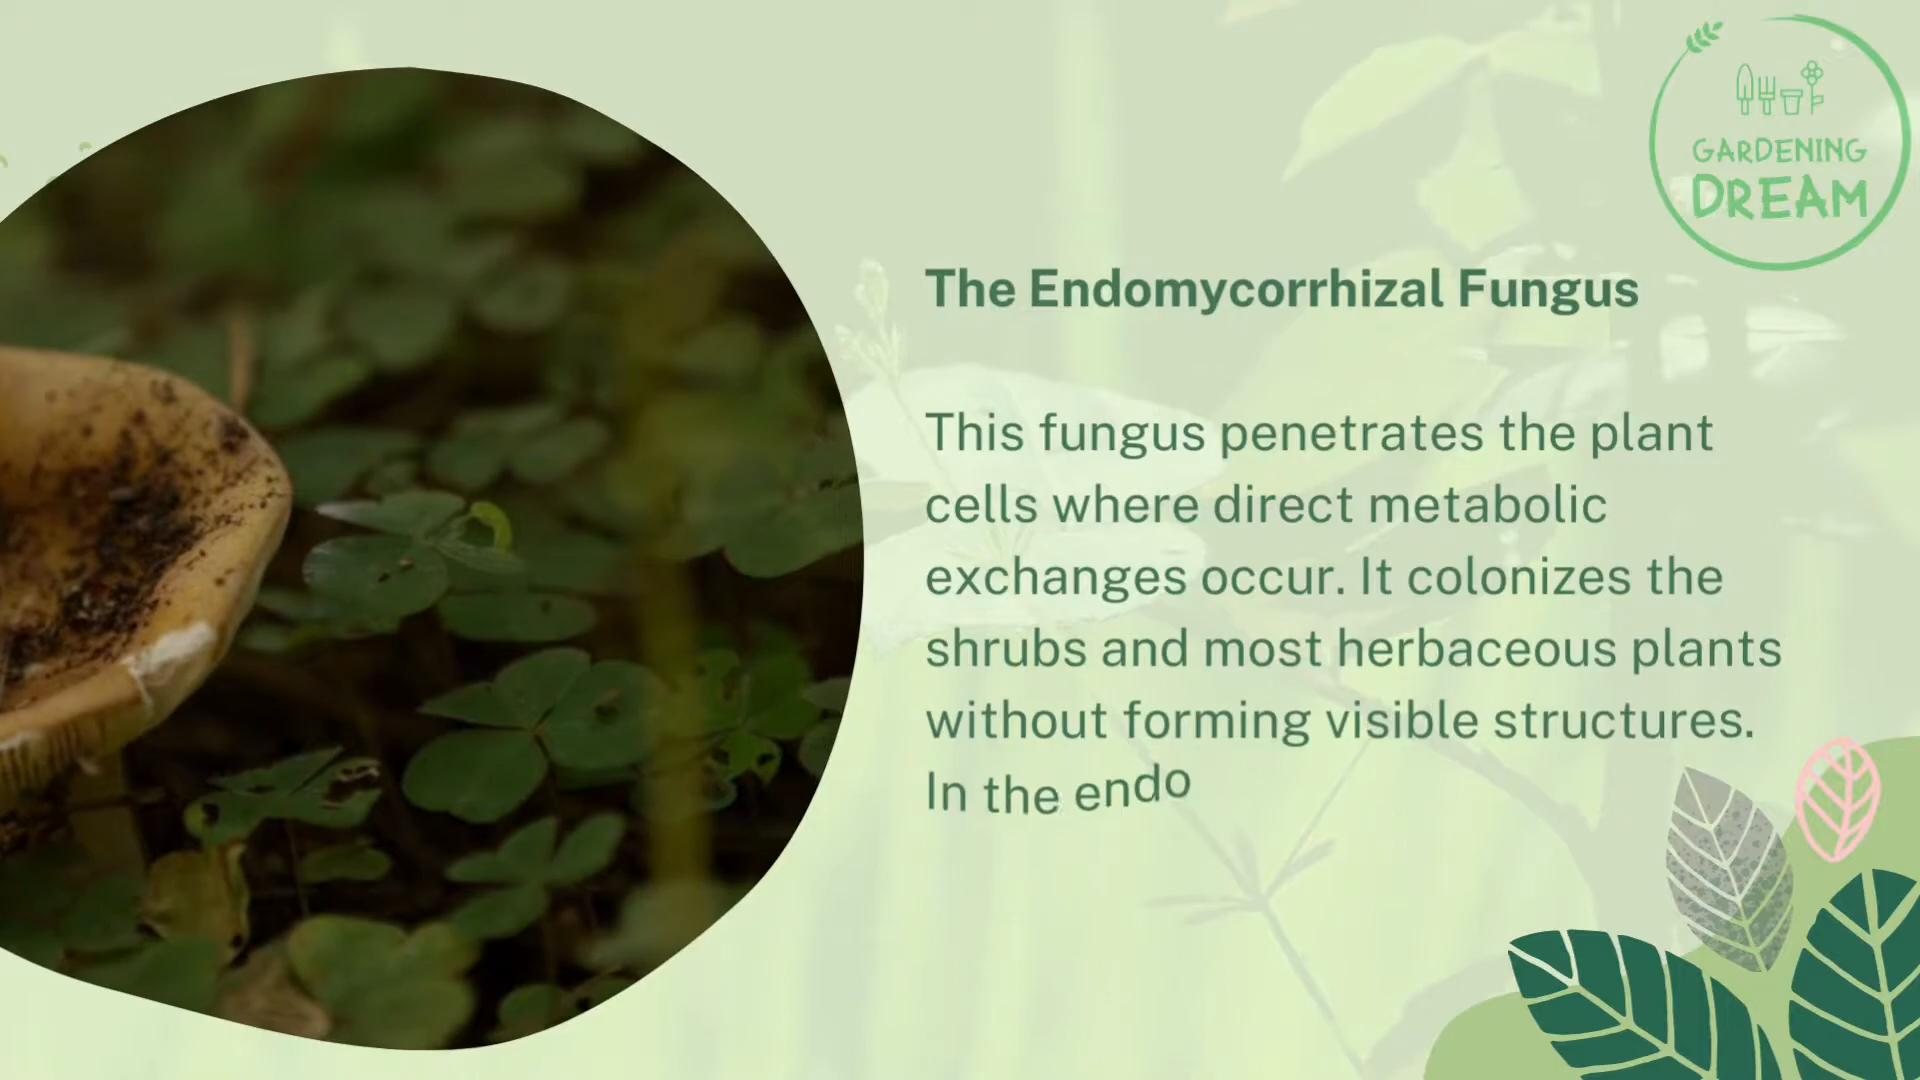 GARDENING
DREAM
The Endomycorrhizal Fungus
This fungus penetrates the plant
cells where direct metabolic
exchanges occur. It colonizes the
shrubs and most herbaceous plants
without forming visible structures.
In the endo